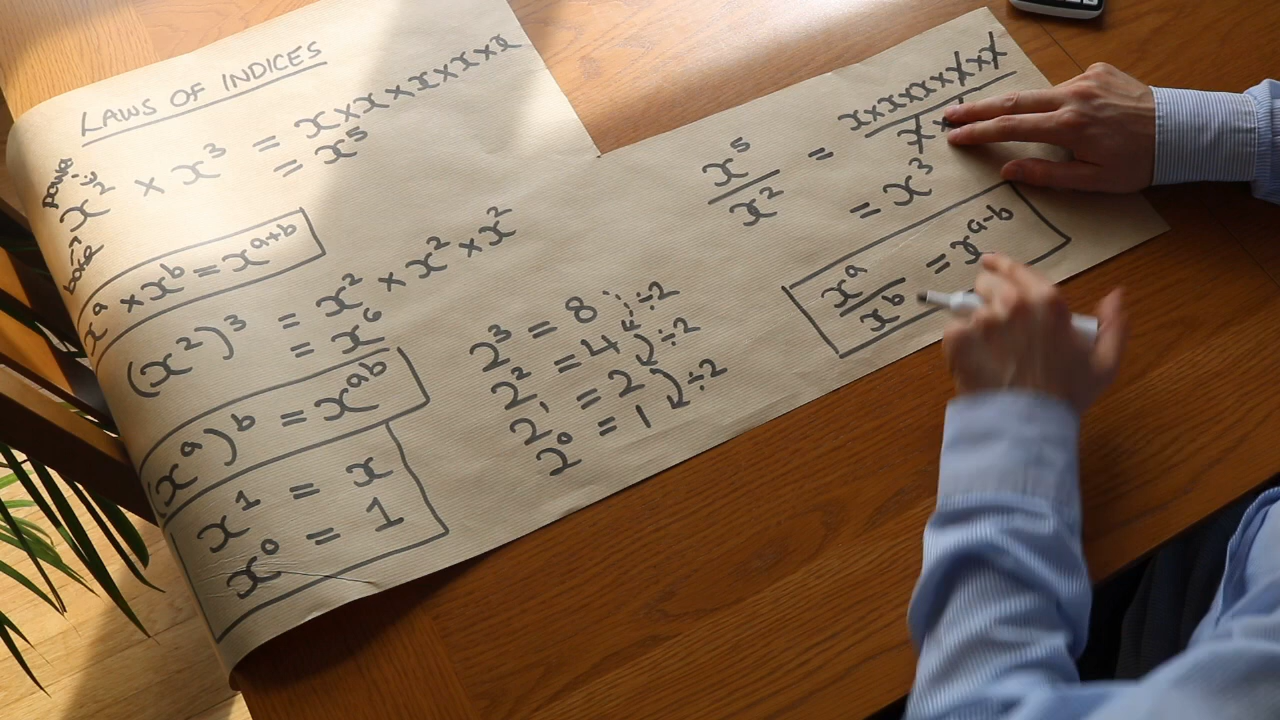 LAWS OF INDICES
power
x² × x³ = x×x×x×x×x
= x⁵
base →
xᵃ × xᵇ = xᵃ⁺ᵇ
(x²)³ = x² × x² × x²
= x⁶
(xᵃ)ᵇ = xᵃᵇ
x¹ = x
x⁰ = 1
2³ = 8 ÷2
2² = 4 ÷2
2¹ = 2 ÷2
2⁰ = 1
x⁵ = x×x×x×x×x
x² x×
= x³
xᵃ = xᵃ⁻ᵇ
xᵇ